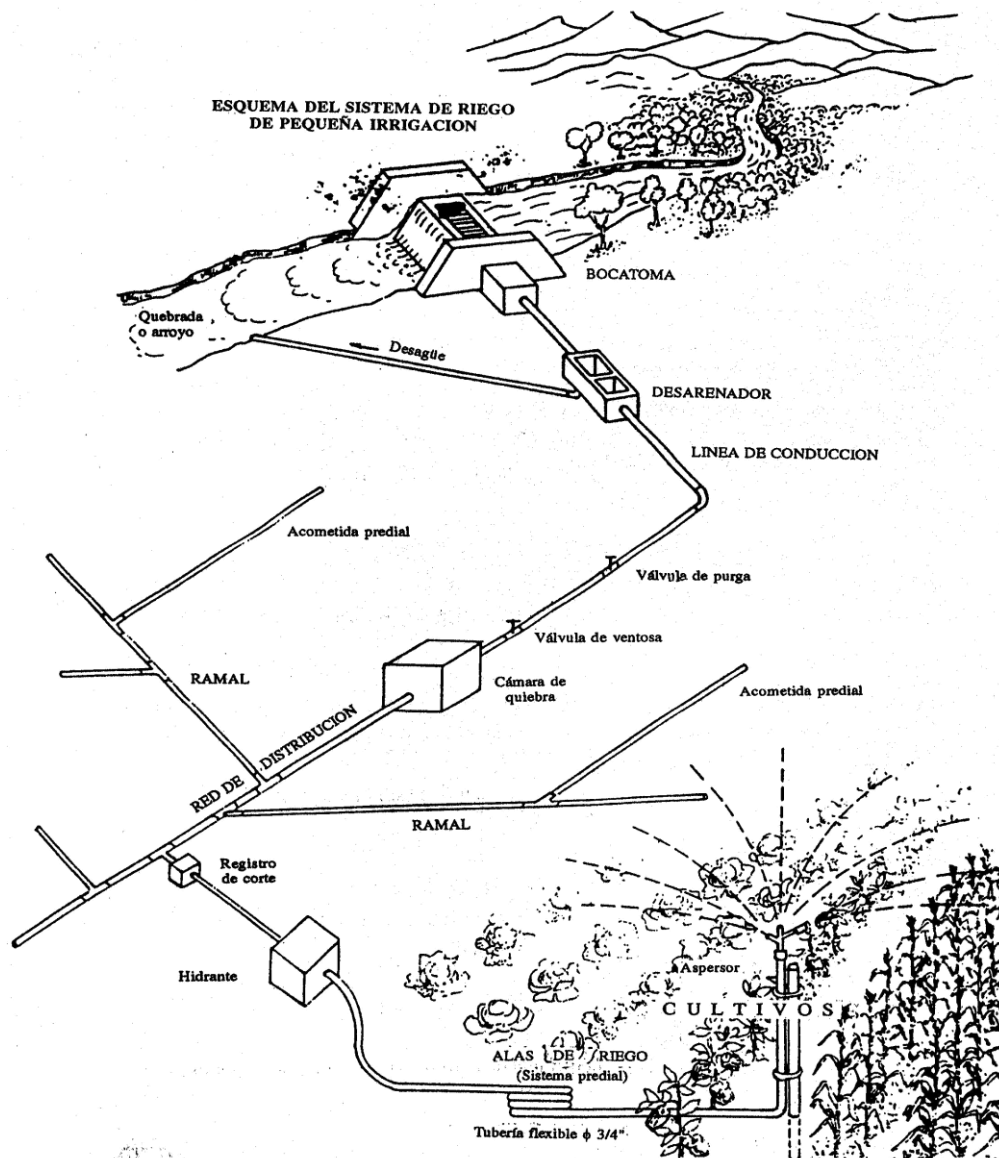 ESQUEMA DEL SISTEMA DE RIEGO
DE PEQUEÑA IRRIGACION
BOCATOMA
Quebrada
o arroyo
Desagüe
DESARENADOR
LINEA DE CONDUCCION
Acometida predial
Válvula de purga
Válvula de ventosa
RAMAL
Cámara de
quiebra
Acometida predial
RED DE DISTRIBUCION
RAMAL
Registro
de corte
Hidrante
Aspersor
CULTIVOS
ALAS DE RIEGO
(Sistema predial)
Tubería flexible ϕ 3/4"